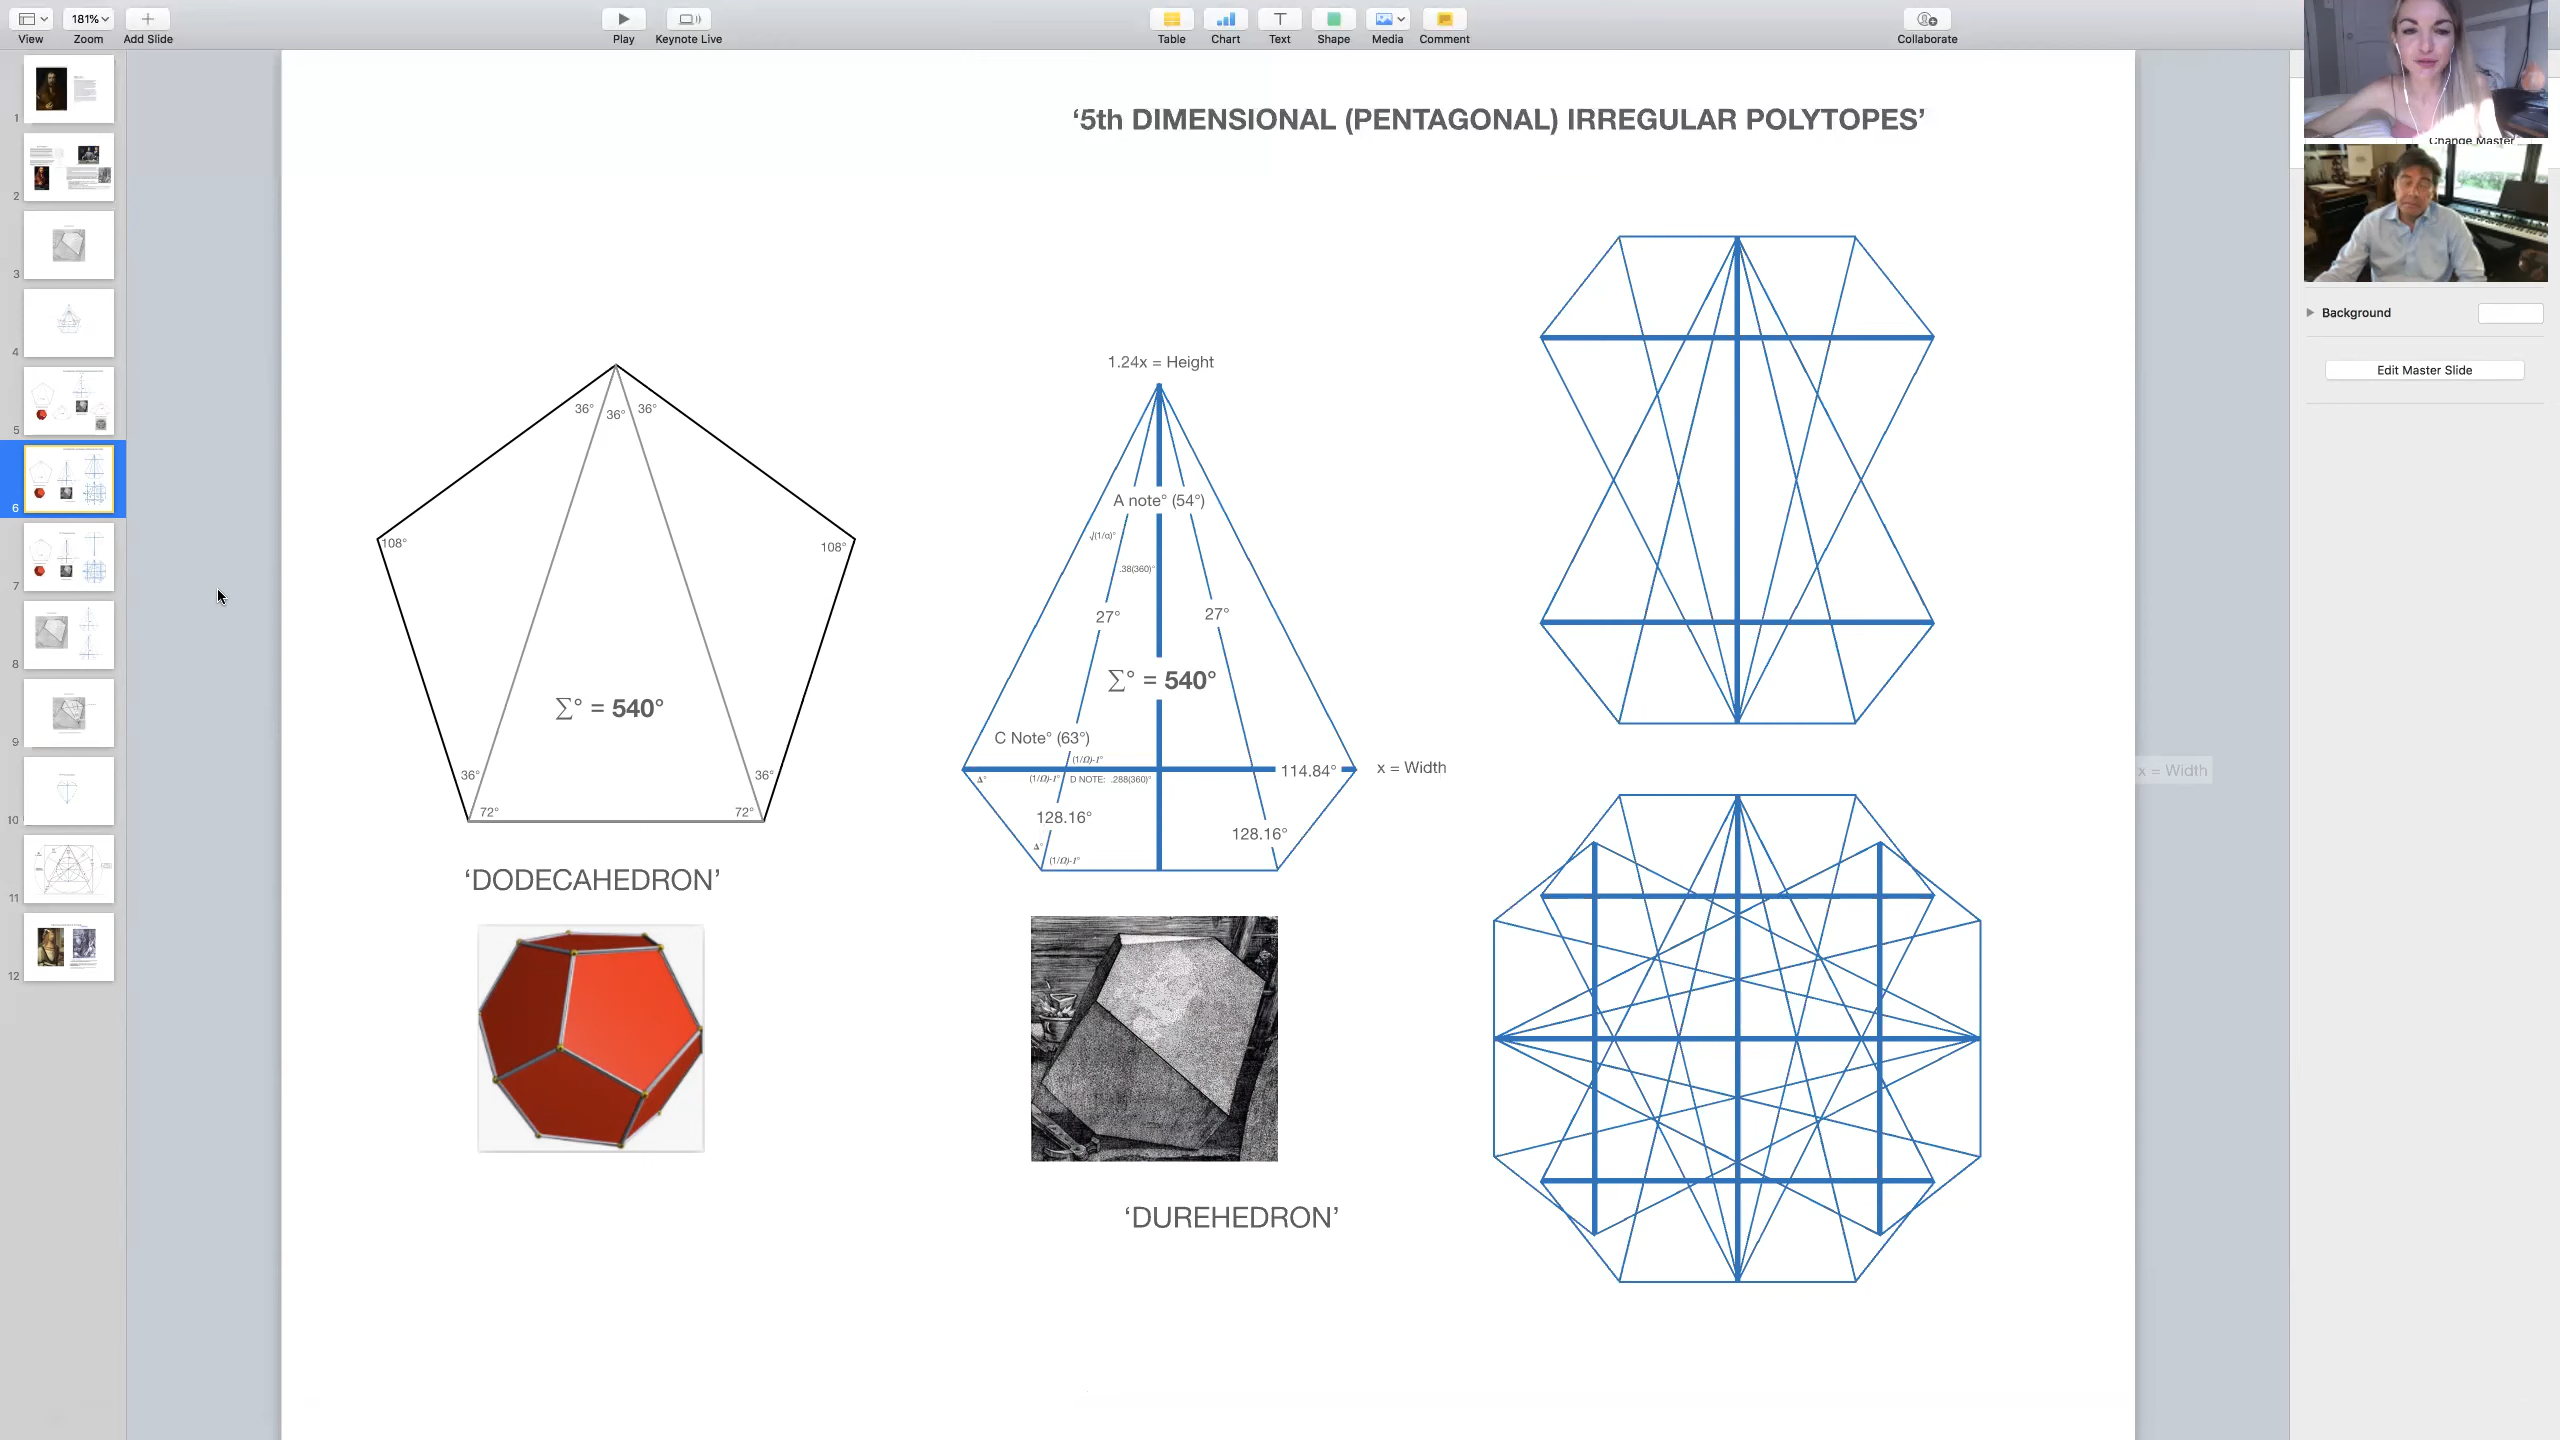 181%
View
Zoom
Add Slide
Play
Keynote Live
Table
Chart
Text
Shape
Media
Comment
Collaborate
Change Master
Background
Edit Master Slide
1
2
3
4
5
6
7
8
9
10
11
12
‘5th DIMENSIONAL (PENTAGONAL) IRREGULAR POLYTOPES’
36° 36° 36°
108° 108°
∑° = 540°
36° 36°
72° 72°
‘DODECAHEDRON’
1.24x = Height
A note° (54°)
√(1/α)°
.38(360)°
27° 27°
∑° = 540°
C Note° (63°)
(1/Ω)-1°
114.84°
x = Width
Δ° (1/Ω)-1° D NOTE: .288(360)°
128.16° 128.16°
Δ° (1/Ω)-1°
‘DUREHEDRON’
x = Width